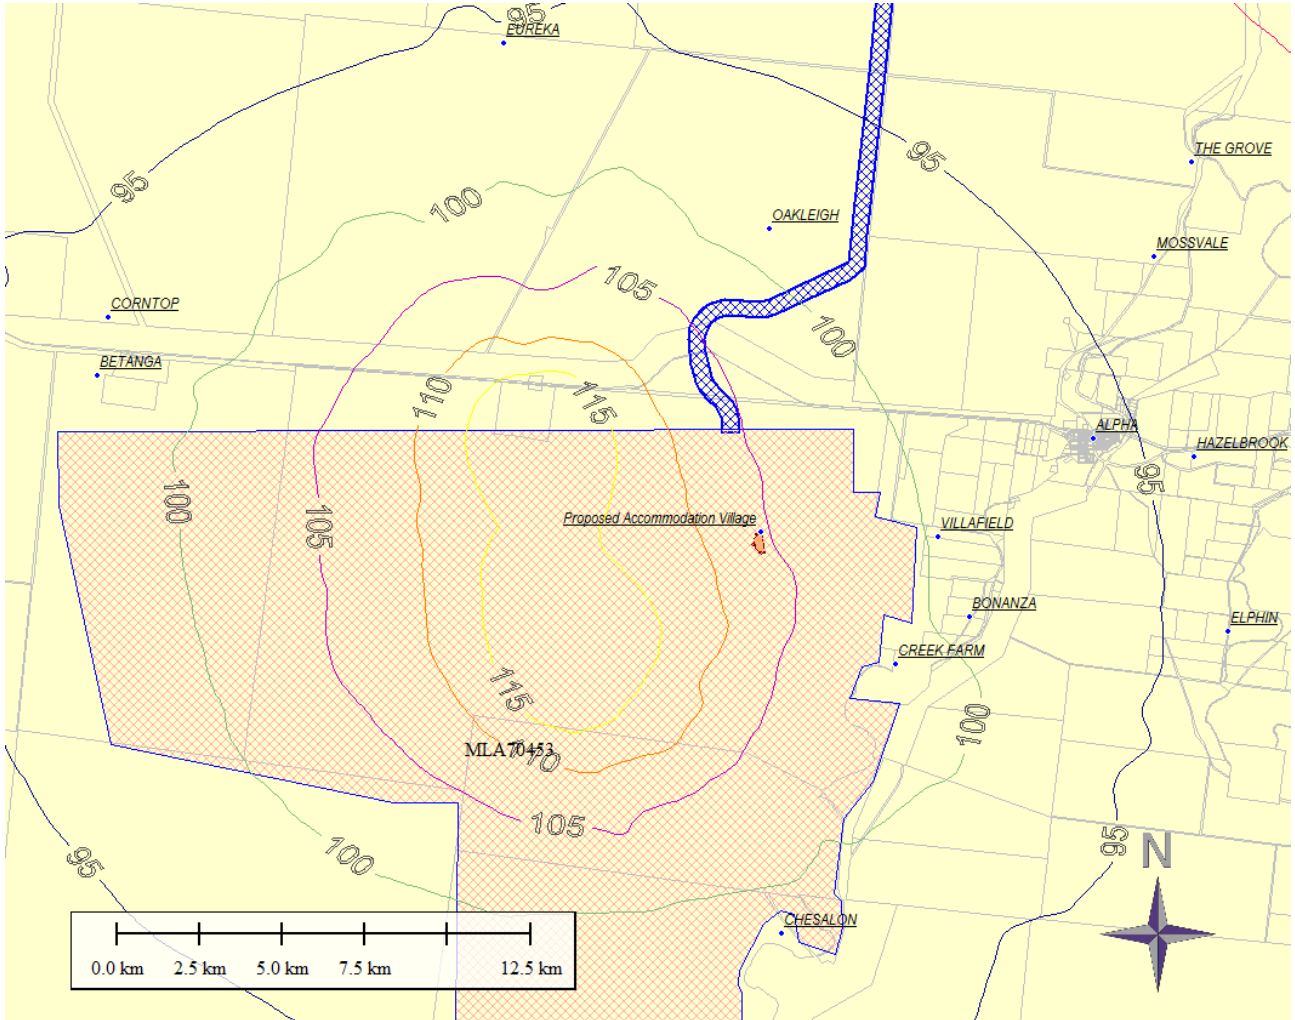 95
EUREKA
95
THE GROVE
95
100
OAKLEIGH
MOSSVALE
105
CORNTOP
100
BETANGA
110
115
ALPHA
HAZELBROOK
95
100
105
Proposed Accommodation Village
VILLAFIELD
BONANZA
ELPHIN
CREEK FARM
115
100
MLA70453
110
105
95
100
95
N
CHESALON
0.0 km 2.5 km 5.0 km 7.5 km 12.5 km